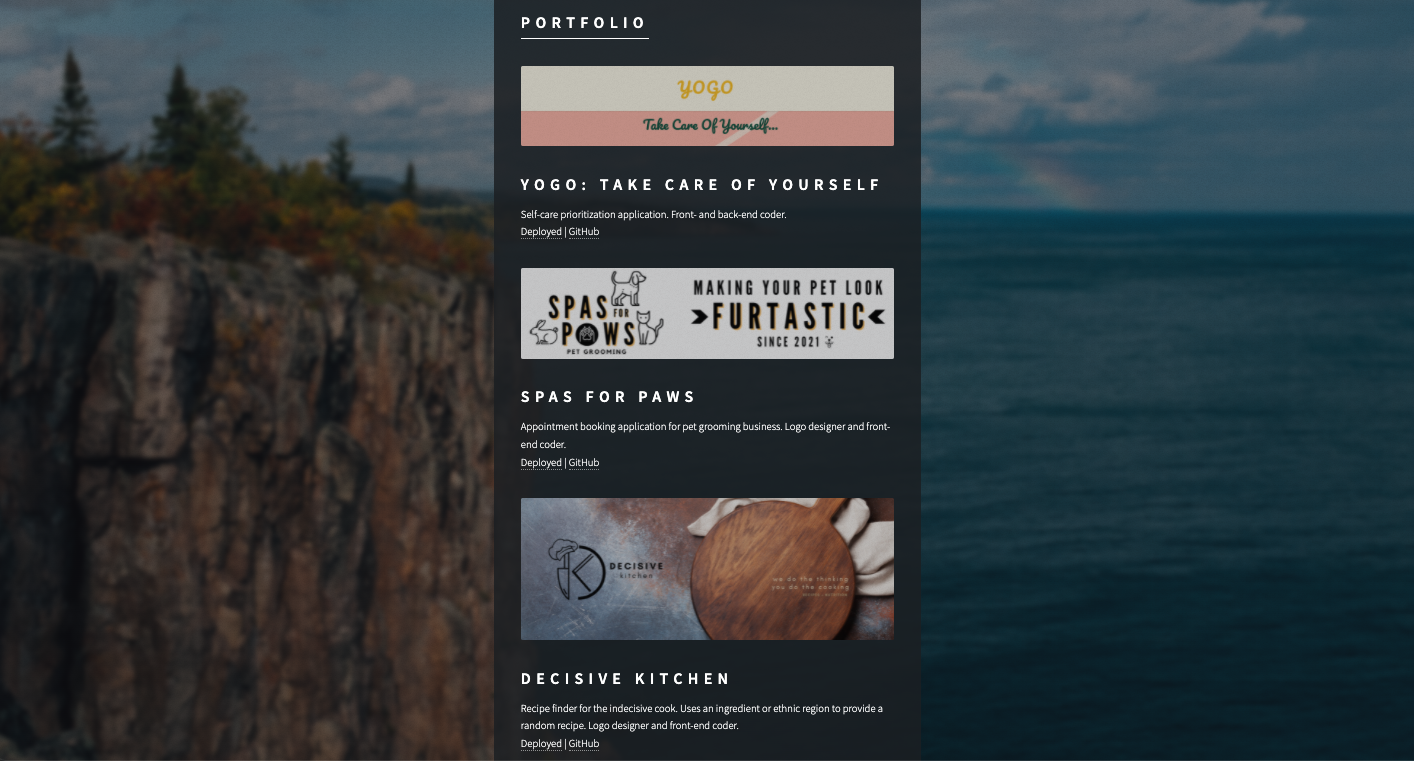 PORTFOLIO
YOGO
Take Care Of Yourself...
YOGO: TAKE CARE OF YOURSELF
Self-care prioritization application. Front- and back-end coder.
Deployed | GitHub
SPAS
FOR
PAWS
PET GROOMING
MAKING YOUR PET LOOK
FURTASTIC
SINCE 2021
SPAS FOR PAWS
Appointment booking application for pet grooming business. Logo designer and front-
end coder.
Deployed | GitHub
DECISIVE
kitchen
we do the thinking
you do the cooking
DECISIVE KITCHEN
Recipe finder for the indecisive cook. Uses an ingredient or ethnic region to provide a
random recipe. Logo designer and front-end coder.
Deployed | GitHub